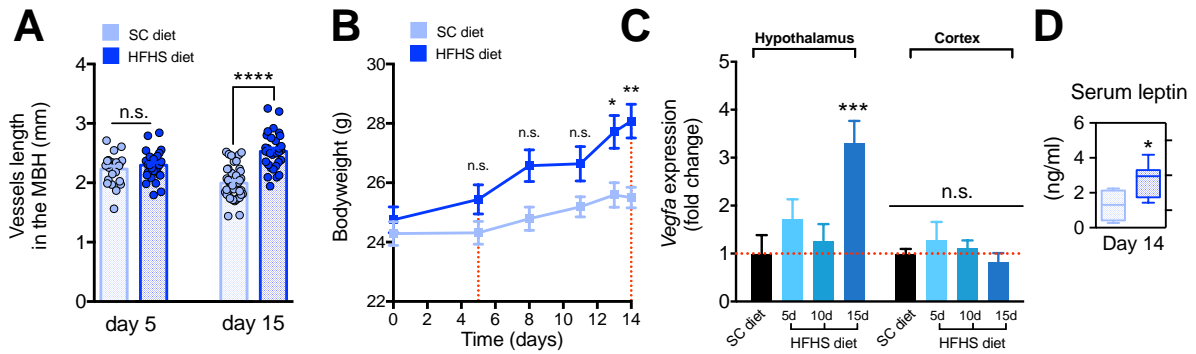 A
SC diet
HFHS diet
Vessels length
in the MBH (mm)
4
3
2
1
0
n.s.
****
day 5
day 15
B
SC diet
HFHS diet
Bodyweight (g)
30
28
26
24
22
n.s.
n.s.
n.s.
*
**
0
2
4
6
8
10
12
14
Time (days)
C
Hypothalamus
Cortex
Vegfa expression
(fold change)
5
4
3
2
1
0
***
n.s.
SC diet
5d
10d
15d
HFHS diet
SC diet
5d
10d
15d
HFHS diet
D
Serum leptin
(ng/ml)
6
4
2
0
*
Day 14